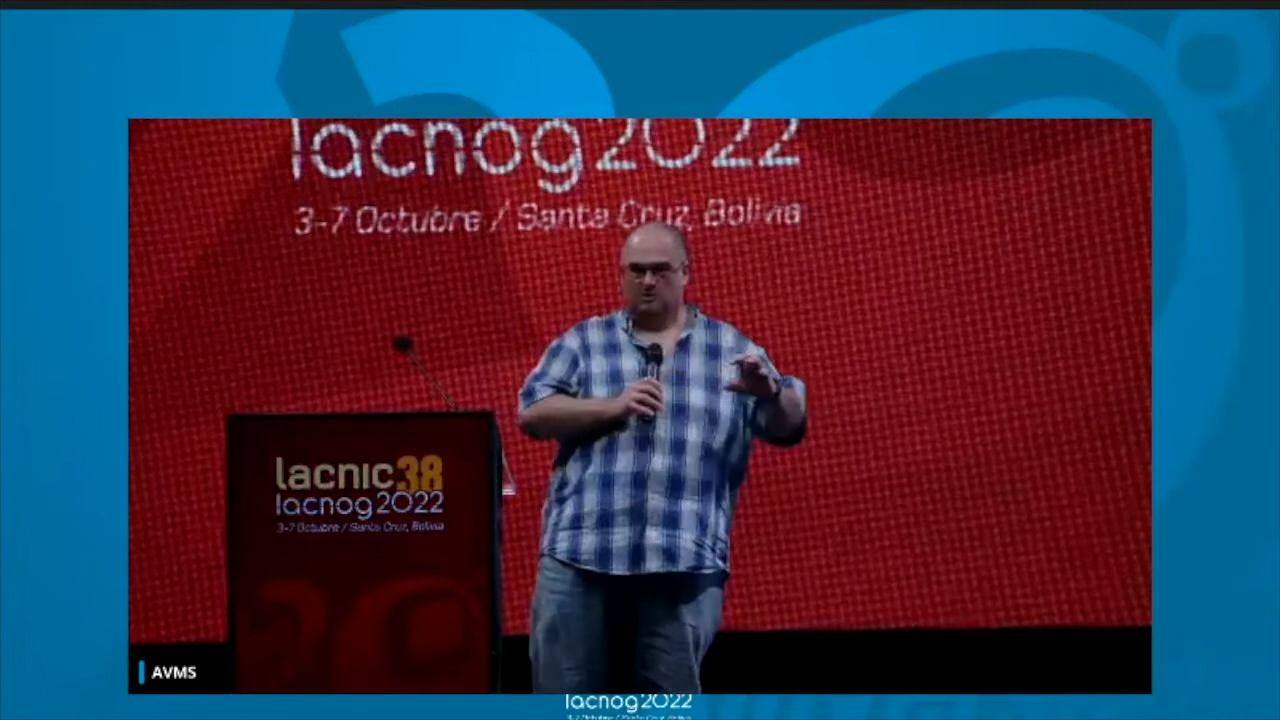 lacnog2022
3-7 Octubre / Santa Cruz, Bolivia
lacnic38
lacnog2022
3-7 Octubre / Santa Cruz, Bolivia
AVMS
lacnog2022